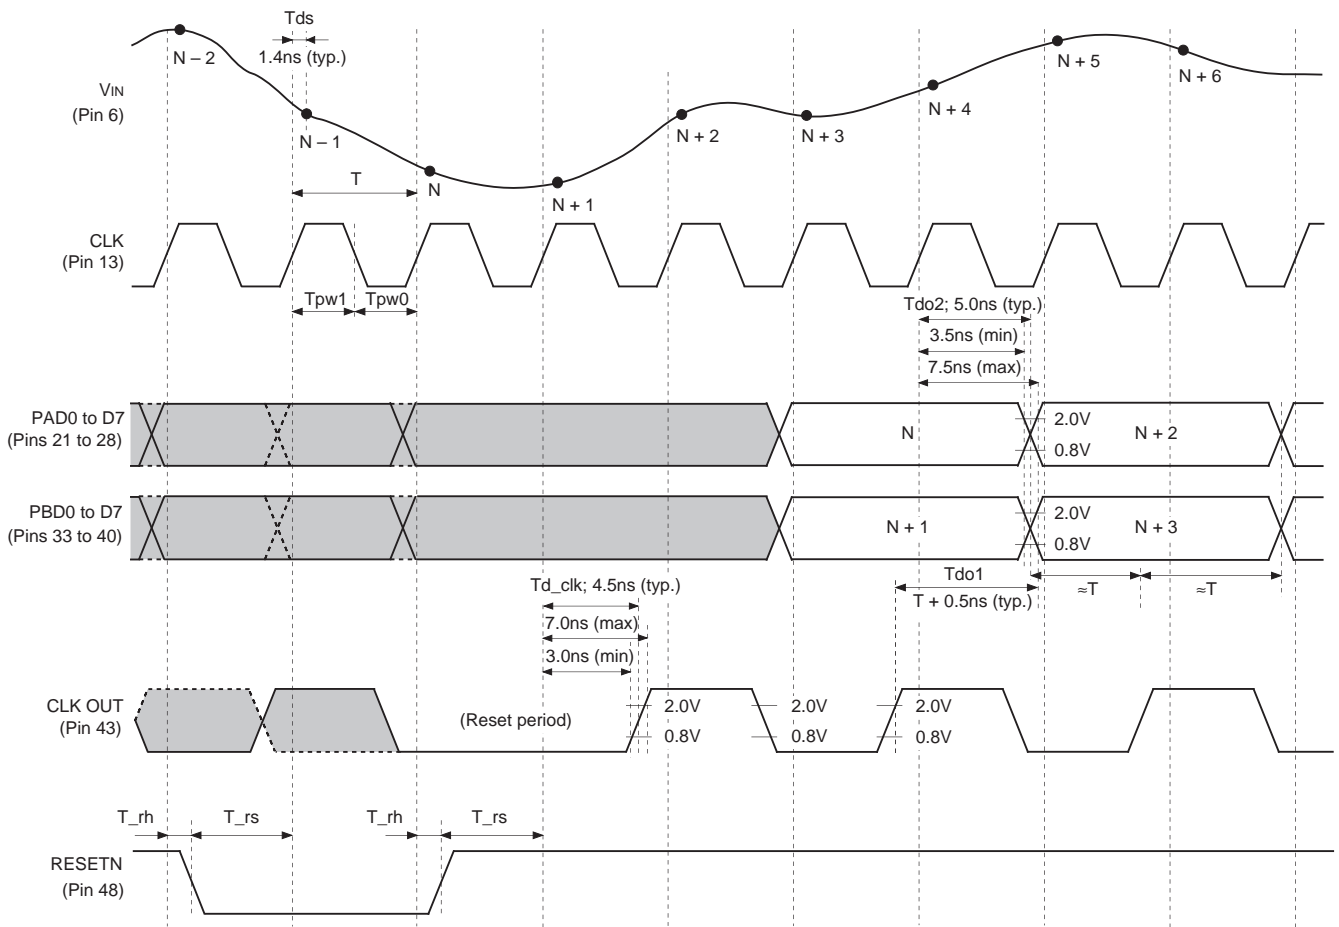 Tds
1.4ns (typ.)
N – 2
N + 5
N + 6
VIN
(Pin 6)
N – 1
N + 2
N + 3
N + 4
T
N
N + 1
CLK
(Pin 13)
Tpw1
Tpw0
Tdo2; 5.0ns (typ.)
3.5ns (min)
7.5ns (max)
PAD0 to D7
(Pins 21 to 28)
N
2.0V
0.8V
N + 2
PBD0 to D7
(Pins 33 to 40)
N + 1
2.0V
0.8V
N + 3
Td_clk; 4.5ns (typ.)
7.0ns (max)
3.0ns (min)
Tdo1
T + 0.5ns (typ.)
≈T
≈T
CLK OUT
(Pin 43)
(Reset period)
2.0V
0.8V
2.0V
0.8V
2.0V
0.8V
T_rh
T_rs
T_rh
T_rs
RESETN
(Pin 48)